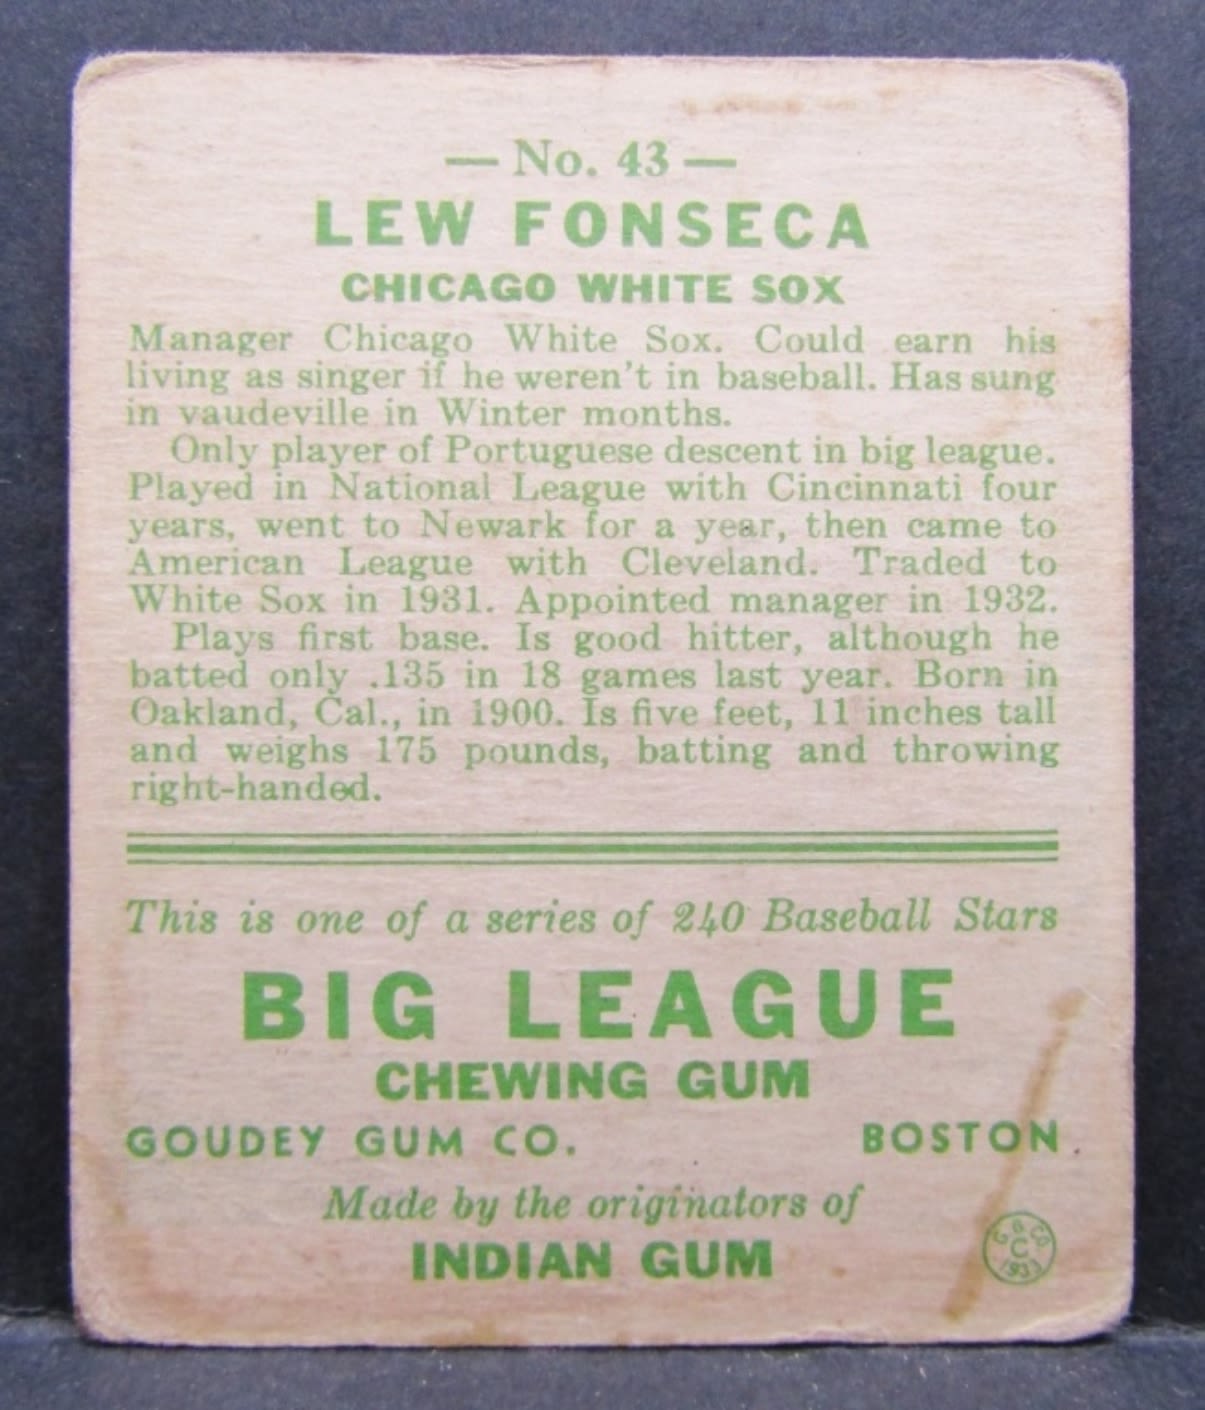 — No. 43 —
LEW FONSECA
CHICAGO WHITE SOX
Manager Chicago White Sox. Could earn his
living as singer if he weren't in baseball. Has sung
in vaudeville in Winter months.
Only player of Portuguese descent in big league.
Played in National League with Cincinnati four
years, went to Newark for a year, then came to
American League with Cleveland. Traded to
White Sox in 1931. Appointed manager in 1932.
Plays first base. Is good hitter, although he
batted only .135 in 18 games last year. Born in
Oakland, Cal., in 1900. Is five feet, 11 inches tall
and weighs 175 pounds, batting and throwing
right-handed.
This is one of a series of 240 Baseball Stars
BIG LEAGUE
CHEWING GUM
GOUDEY GUM CO. BOSTON
Made by the originators of
INDIAN GUM
G. G. CO.
C
1933